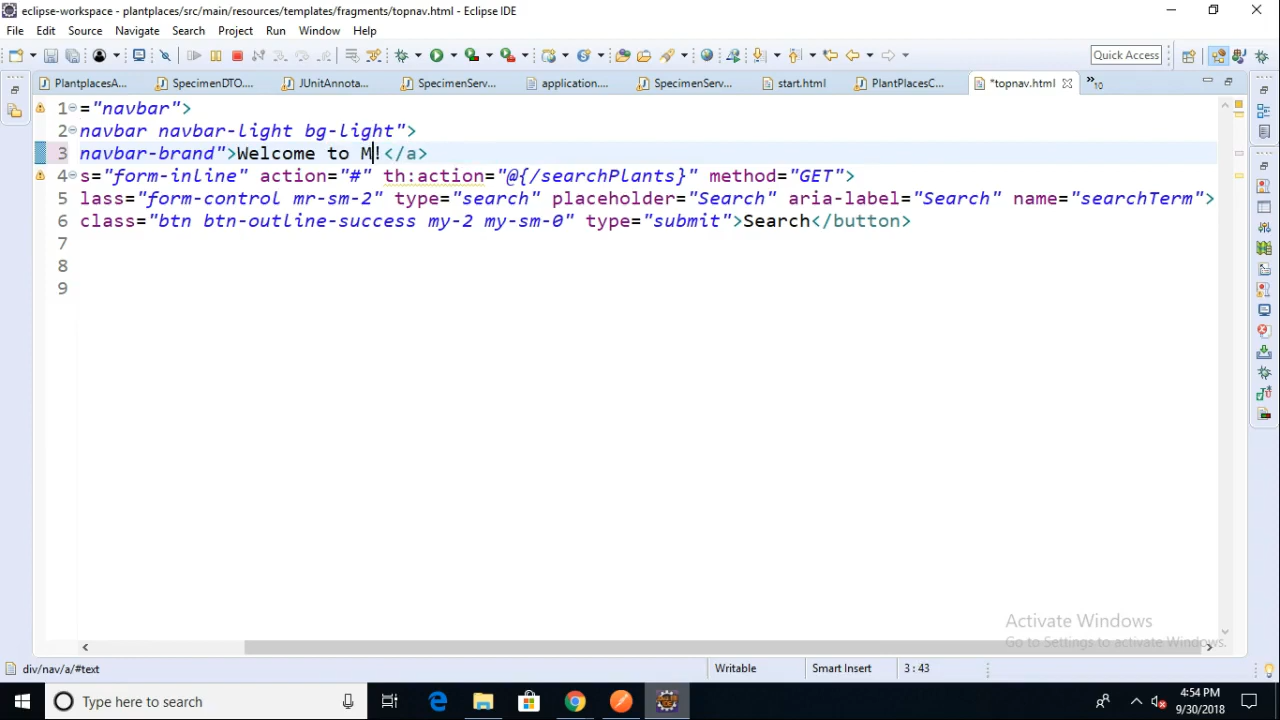 eclipse-workspace - plantplaces/src/main/resources/templates/fragments/topnav.html - Eclipse IDE
File Edit Source Navigate Search Project Run Window Help
Quick Access
PlantplacesA... SpecimenDTO.... JUnitAnnota... SpecimenServ... application.... SpecimenServ... start.html PlantPlacesC... *topnav.html »10
1 ="navbar">
2 navbar navbar-light bg-light">
3 navbar-brand">Welcome to M!</a>
4 s="form-inline" action="#" th:action="@{/searchPlants}" method="GET">
5 lass="form-control mr-sm-2" type="search" placeholder="Search" aria-label="Search" name="searchTerm">
6 class="btn btn-outline-success my-2 my-sm-0" type="submit">Search</button>
7
8
9
Activate Windows
Go to Settings to activate Windows.
div/nav/a/#text Writable Smart Insert 3 : 43
Type here to search
4:54 PM
9/30/2018